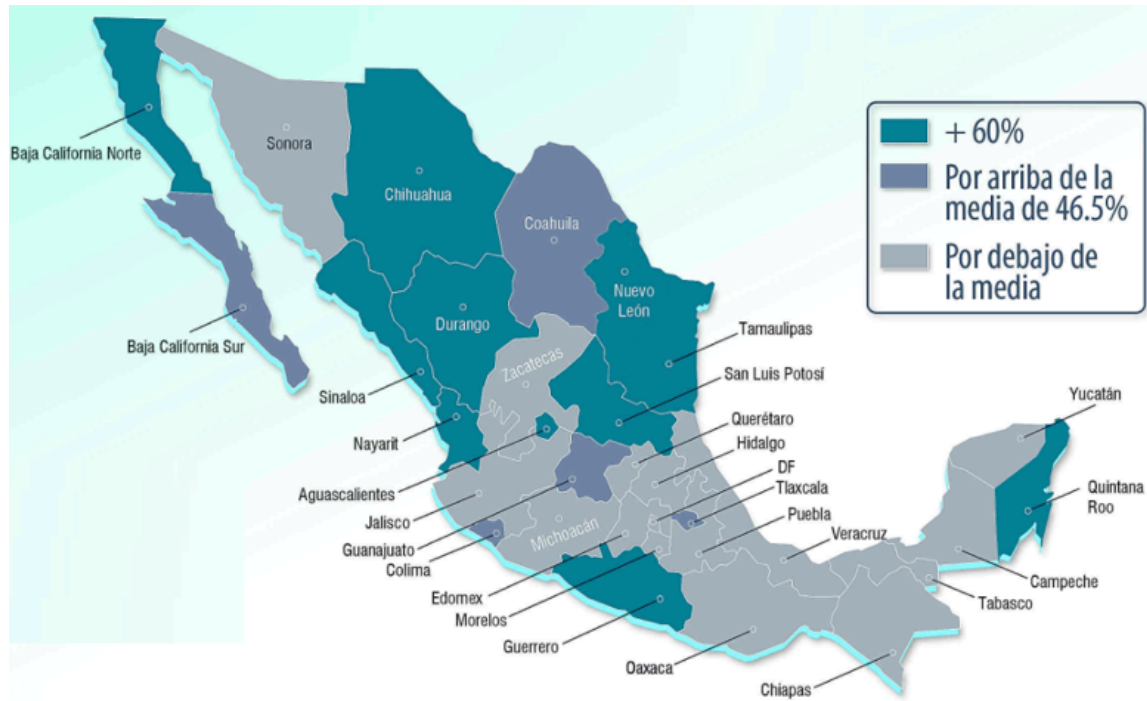 Baja California Norte
Sonora
Chihuahua
Coahuila
Nuevo
León
Durango
Baja California Sur
Zacatecas
Sinaloa
Nayarit
Aguascalientes
Jalisco
Guanajuato
Colima
Michoacán
Edomex
Morelos
Guerrero
Tamaulipas
San Luis Potosí
Querétaro
Hidalgo
DF
Tlaxcala
Puebla
Veracruz
Oaxaca
Chiapas
Yucatán
Quintana
Roo
Campeche
Tabasco
+ 60%
Por arriba de la
media de 46.5%
Por debajo de
la media